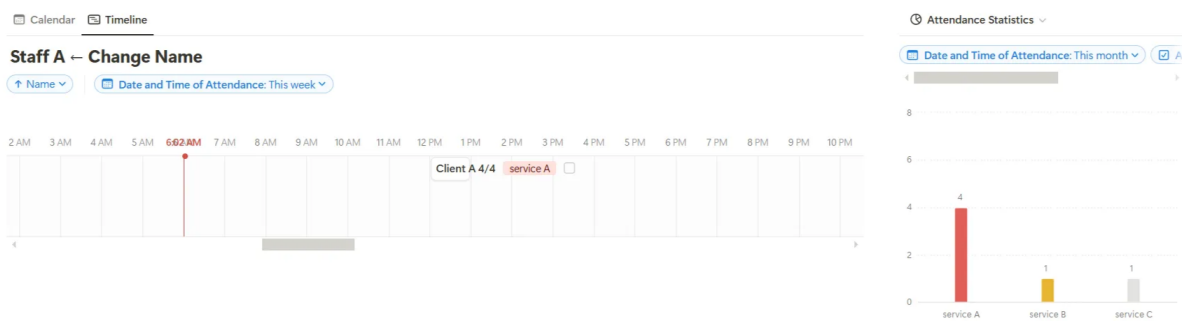 Calendar Timeline
Staff A ← Change Name
↑ Name Date and Time of Attendance: This week
2 AM 3 AM 4 AM 5 AM 6:02 AM 7 AM 8 AM 9 AM 10 AM 11 AM 12 PM 1 PM 2 PM 3 PM 4 PM 5 PM 6 PM 7 PM 8 PM 9 PM 10 PM
Client A 4/4 service A
Attendance Statistics
Date and Time of Attendance: This month A
8
6
4
2
0
4
1
1
service A service B service C